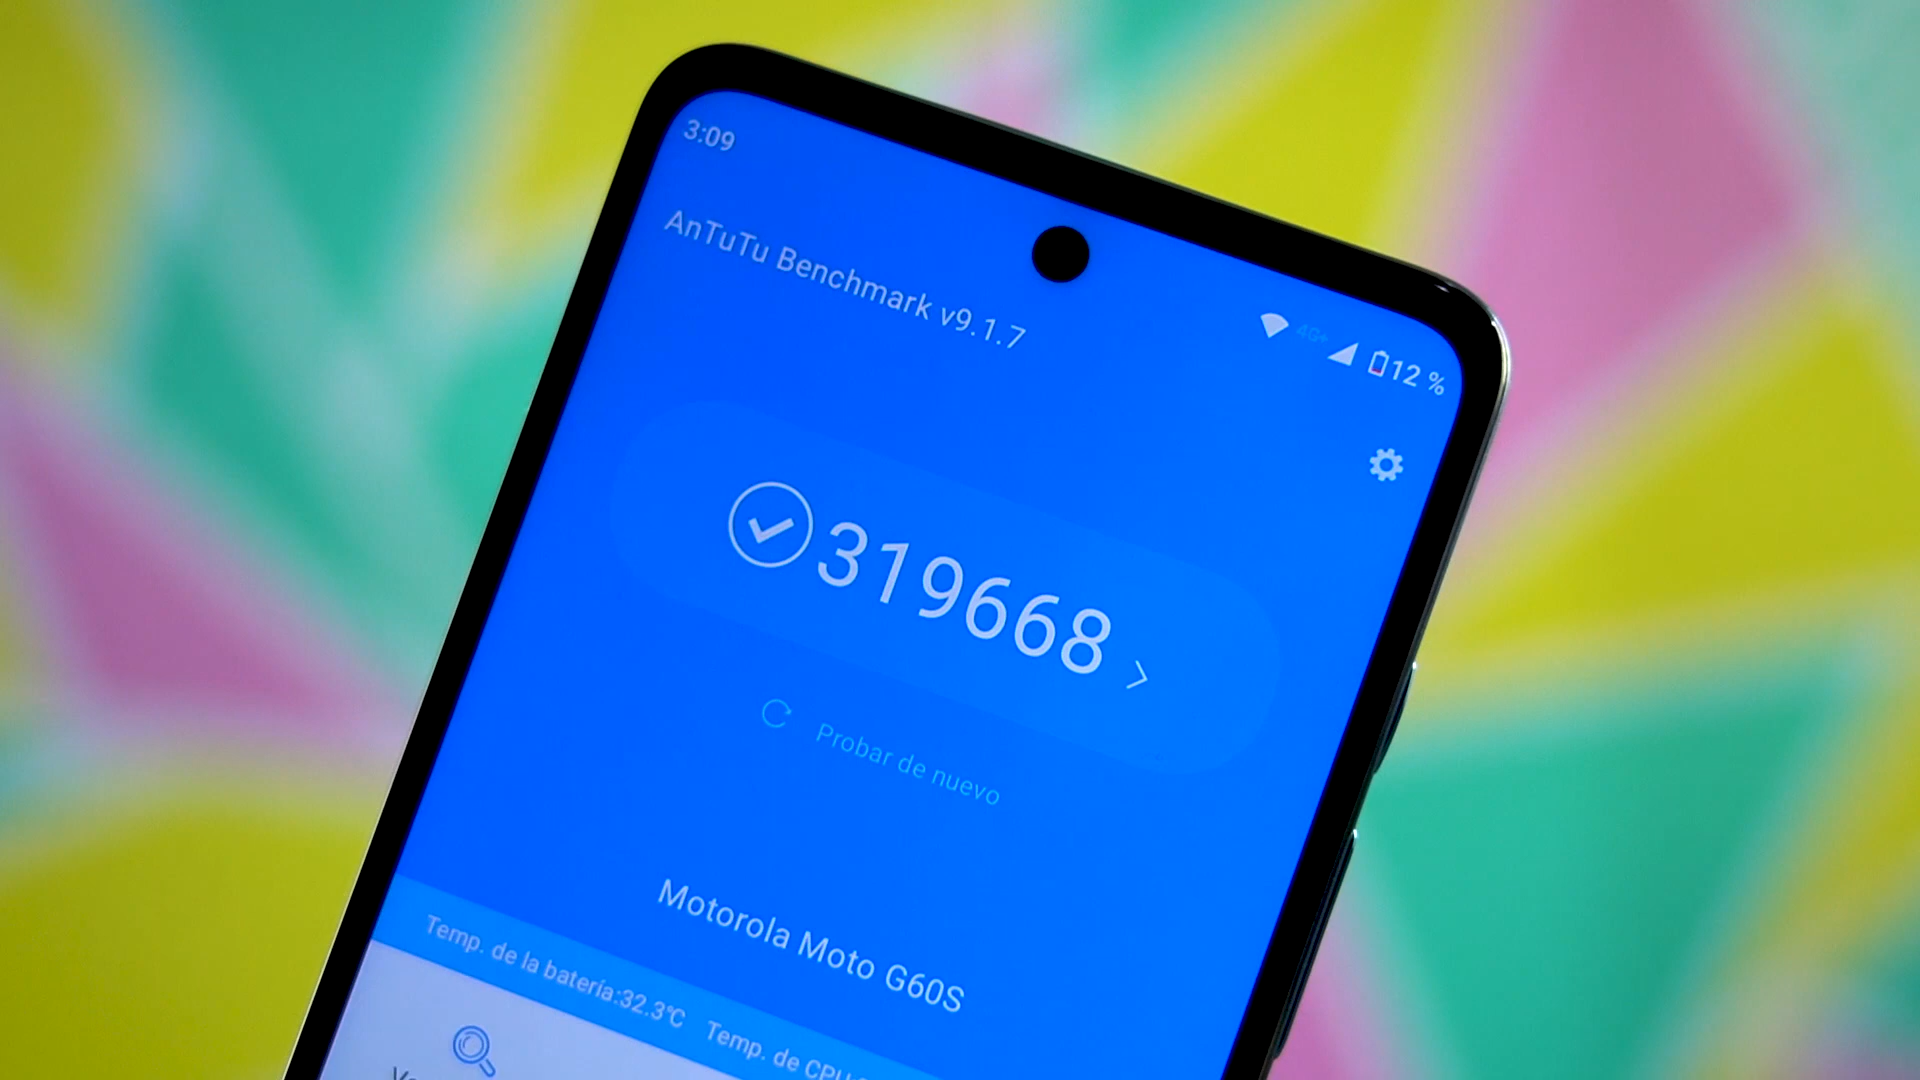 3:09
4G+ 12 %
AnTuTu Benchmark v9.1.7
319668
Probar de nuevo
Motorola Moto G60S
Temp. de la batería:32.3℃ Temp. de CPU